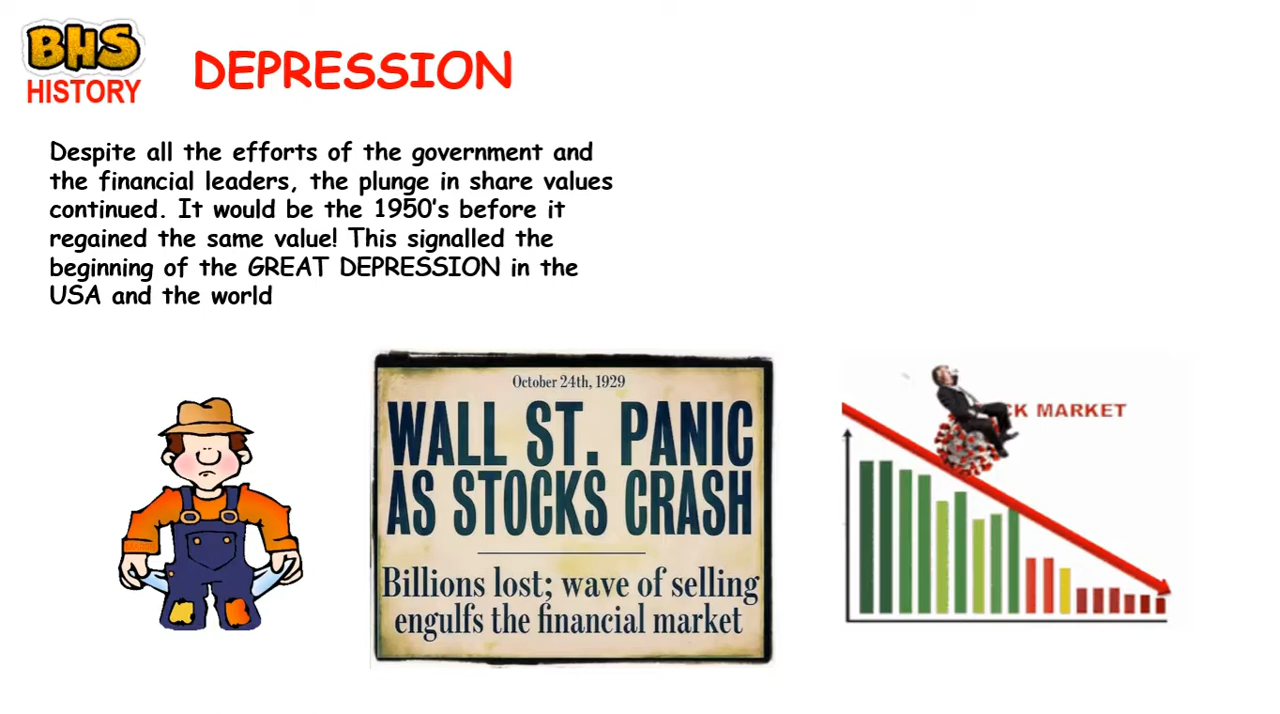 BHS
HISTORY
DEPRESSION
Despite all the efforts of the government and
the financial leaders, the plunge in share values
continued. It would be the 1950's before it
regained the same value! This signalled the
beginning of the GREAT DEPRESSION in the
USA and the world
October 24th, 1929
WALL ST. PANIC
AS STOCKS CRASH
Billions lost; wave of selling
engulfs the financial market
CK MARKET